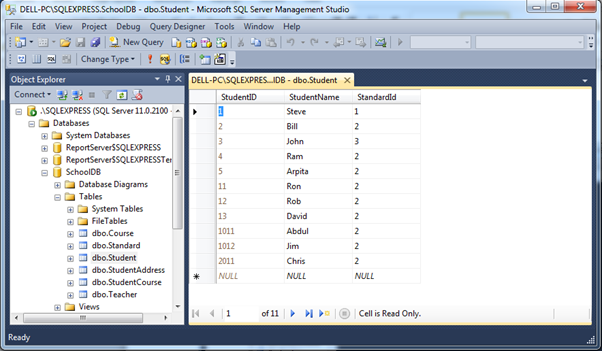 DELL-PC\SQLEXPRESS.SchoolDB - dbo.Student - Microsoft SQL Server Management Studio
File Edit View Project Debug Query Designer Tools Window Help
New Query
Change Type
Object Explorer
Connect
.\SQLEXPRESS (SQL Server 11.0.2100 -
Databases
System Databases
ReportServer$SQLEXPRESS
ReportServer$SQLEXPRESSTer
SchoolDB
Database Diagrams
Tables
System Tables
FileTables
dbo.Course
dbo.Standard
dbo.Student
dbo.StudentAddress
dbo.StudentCourse
dbo.Teacher
Views
DELL-PC\SQLEXPRES...lDB - dbo.Student
StudentID StudentName StandardId
1 Steve 1
2 Bill 2
3 John 3
4 Ram 2
5 Arpita 2
11 Ron 2
12 Rob 2
13 David 2
1011 Abdul 2
1012 Jim 2
2011 Chris 2
NULL NULL NULL
1 of 11 Cell is Read Only.
Ready